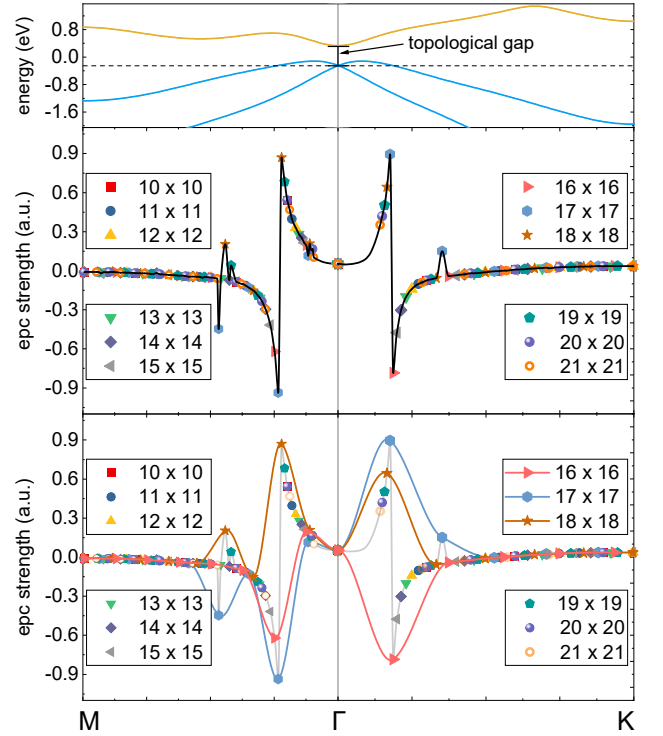 energy (eV)
0.8
0.0
-0.8
-1.6
topological gap
epc strength (a.u.)
0.9
0.6
0.3
0.0
-0.3
-0.6
-0.9
10 x 10
11 x 11
12 x 12
16 x 16
17 x 17
18 x 18
13 x 13
14 x 14
15 x 15
19 x 19
20 x 20
21 x 21
epc strength (a.u.)
0.9
0.6
0.3
0.0
-0.3
-0.6
-0.9
10 x 10
11 x 11
12 x 12
16 x 16
17 x 17
18 x 18
13 x 13
14 x 14
15 x 15
19 x 19
20 x 20
21 x 21
M Γ K